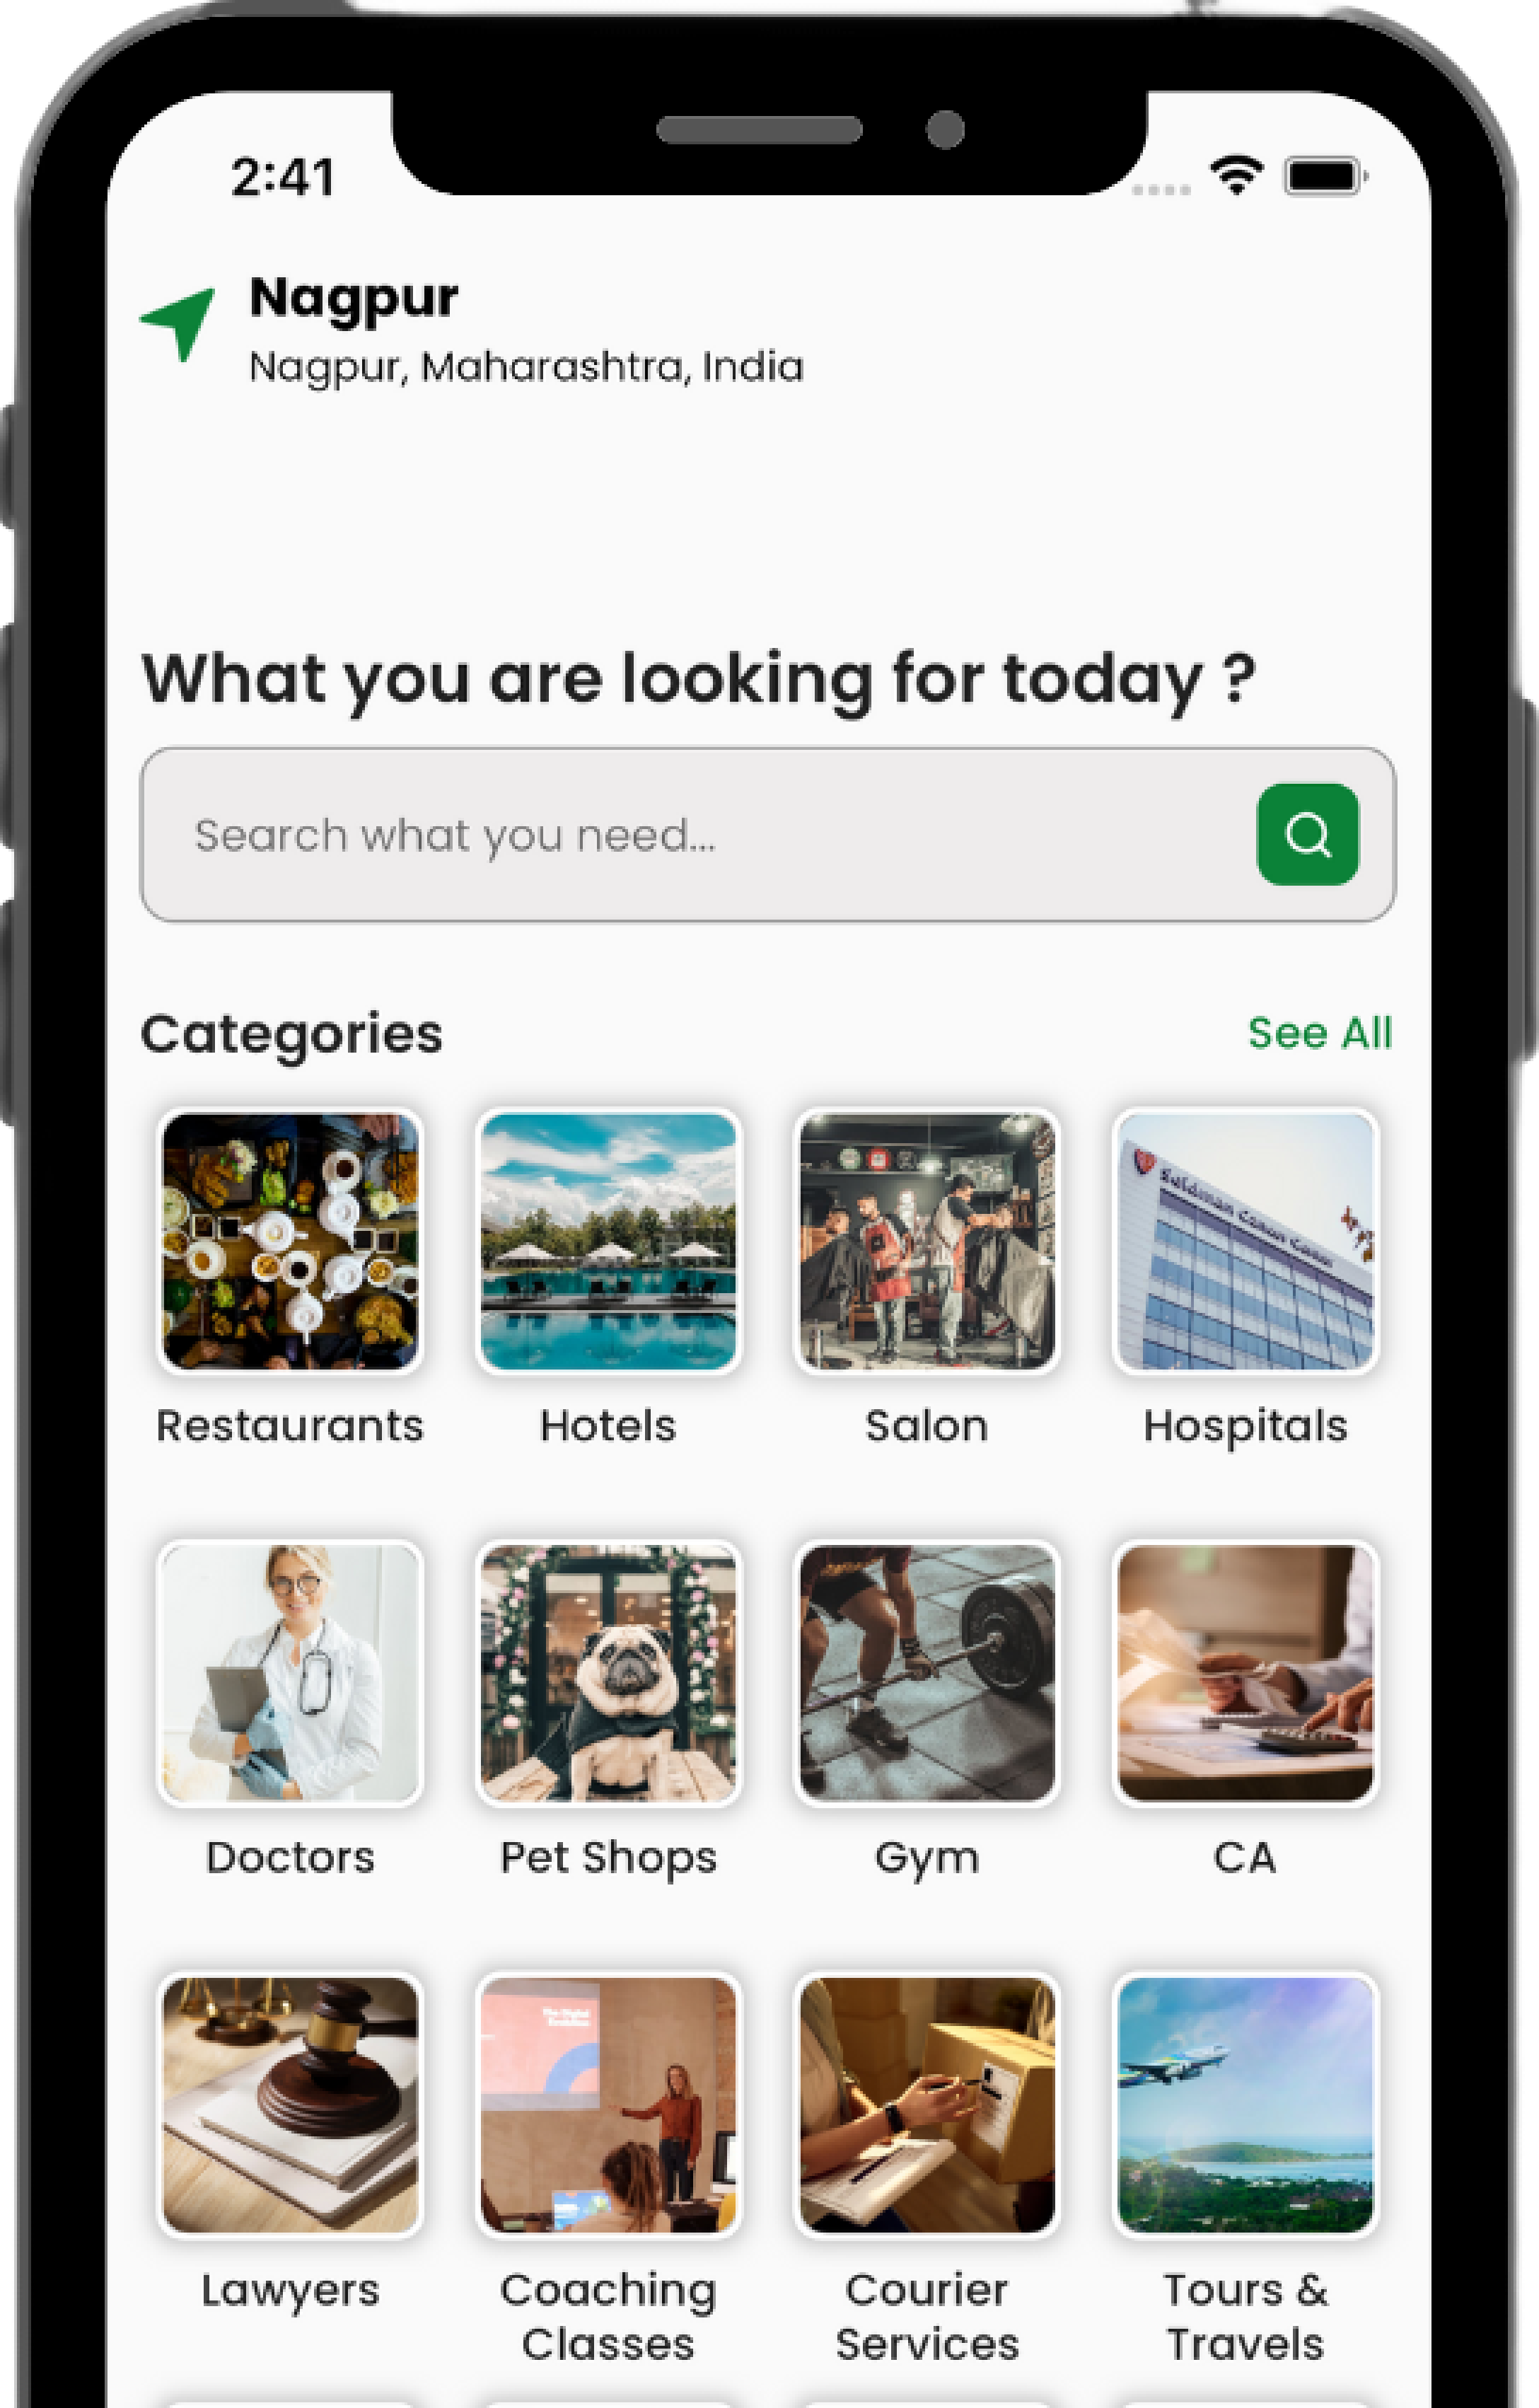 2:41
Nagpur
Nagpur, Maharashtra, India
What you are looking for today ?
Search what you need...
Categories
See All
Restaurants
Hotels
Salon
Hospitals
Doctors
Pet Shops
Gym
CA
Lawyers
Coaching
Classes
Courier
Services
Tours &
Travels